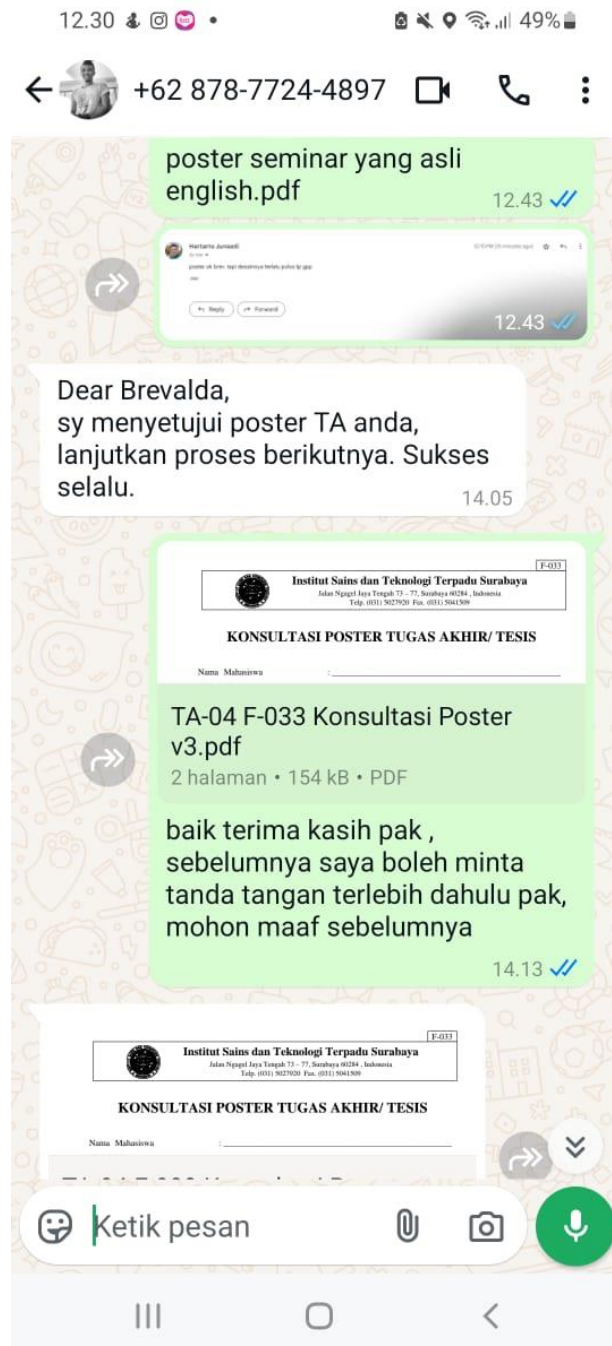 12.30
49%
+62 878-7724-4897
poster seminar yang asli
english.pdf
12.43
Hartarto Junaedi
12.43
Reply
Forward
Dear Brevalda,
sy menyetujui poster TA anda,
lanjutkan proses berikutnya. Sukses
selalu.
14.05
F-033
Institut Sains dan Teknologi Terpadu Surabaya
Jalan Ngagel Jaya Tengah 73 - 77, Surabaya 60284 , Indonesia
Telp. (031) 5027920 Fax. (031) 5041509
KONSULTASI POSTER TUGAS AKHIR/ TESIS
Nama Mahasiswa :
TA-04 F-033 Konsultasi Poster
v3.pdf
2 halaman • 154 kB • PDF
baik terima kasih pak ,
sebelumnya saya boleh minta
tanda tangan terlebih dahulu pak,
mohon maaf sebelumnya
14.13
F-033
Institut Sains dan Teknologi Terpadu Surabaya
Jalan Ngagel Jaya Tengah 73 - 77, Surabaya 60284 , Indonesia
Telp. (031) 5027920 Fax. (031) 5041509
KONSULTASI POSTER TUGAS AKHIR/ TESIS
Nama Mahasiswa :
Ketik pesan